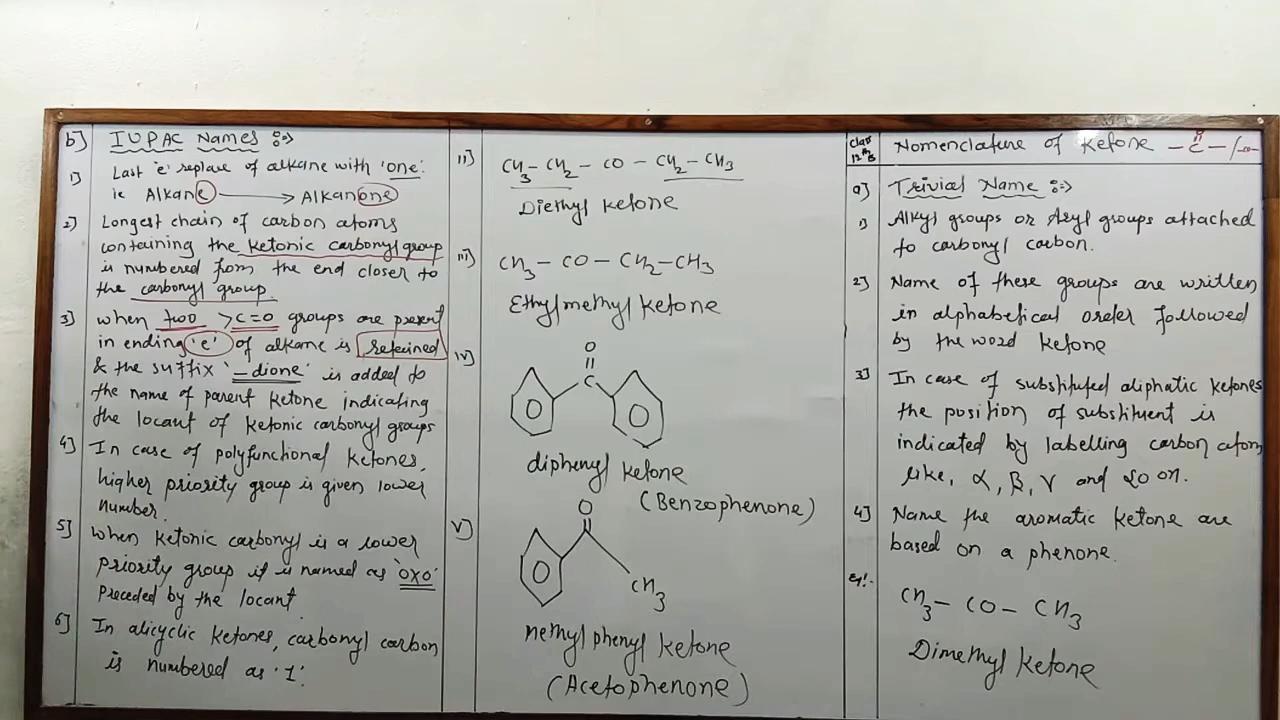 Class 12th B
Nomenclature of Ketone -C- /-co-
O
a] Trivial Name :->
1) Alkyl groups or Aryl groups attached
to carbonyl carbon.
2] Name of these groups are written
in alphabetical order followed
by the word ketone
3] In case of substituted aliphatic ketones
the position of substituent is
indicated by labelling carbon atom
like, α, β, γ and so on.
4] Name the aromatic ketone are
based on a phenone.
eg:-
CH3 - CO - CH3
Dimethyl Ketone
ii)
CH3 - CH2 - CO - CH2 - CH3
Diethyl ketone
iii)
CH3 - CO - CH2 - CH3
Ethylmethyl ketone
iv)
O
C
diphenyl ketone
(Benzophenone)
v)
O
CH3
methyl phenyl ketone
(Acetophenone)
b] IUPAC Names :->
1) Last 'e' replace of alkane with 'one'.
ie Alkane → Alkanone
2) Longest chain of carbon atoms
containing the ketonic carbonyl group
is numbered from the end closer to
the carbonyl group.
3) when two >C=O groups are present
in ending 'e' of alkane is retained
& the suffix '-dione' is added to
the name of parent ketone indicating
the locant of ketonic carbonyl groups
4] In case of polyfunctional ketones,
higher priority group is given lower
number.
5] When ketonic carbonyl is a lower
priority group it is named as 'oxo'
preceded by the locant.
6] In alicyclic ketones, carbonyl carbon
is numbered as '1'.